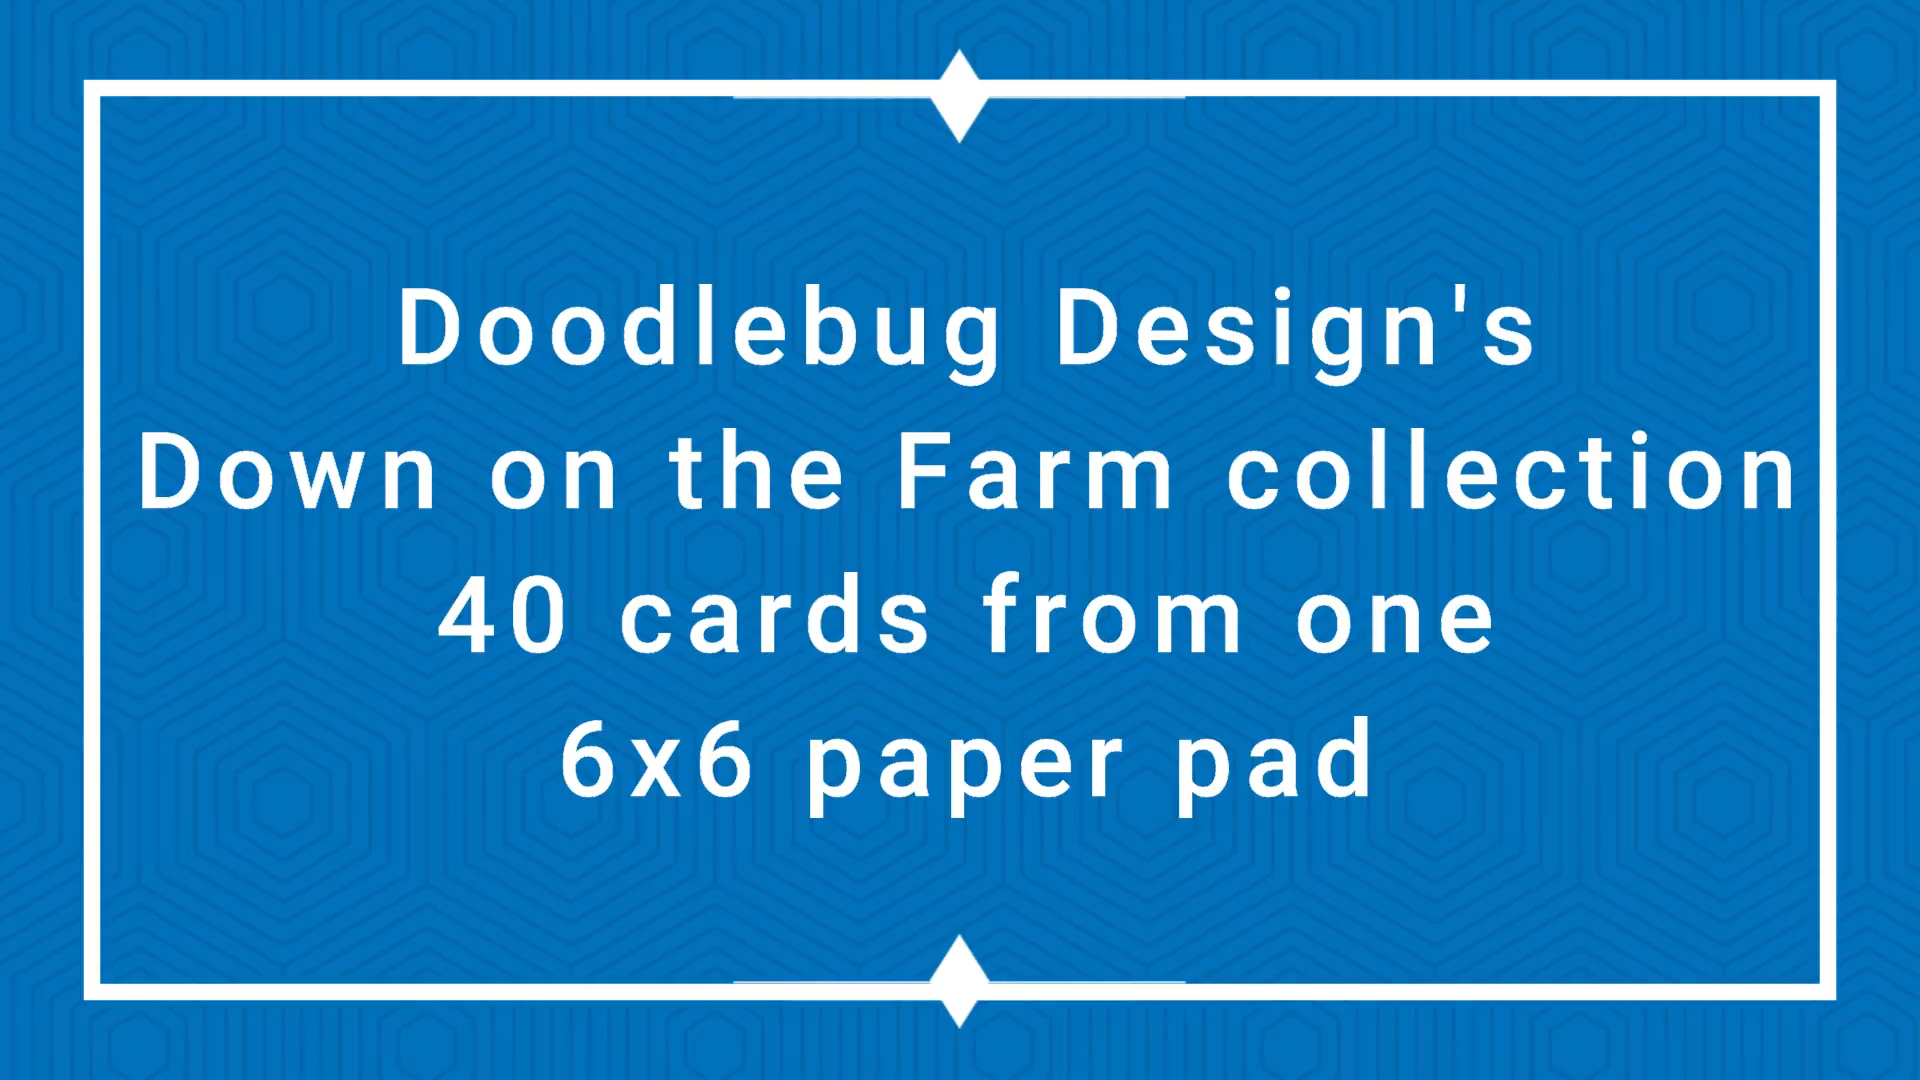 Doodlebug Design's
Down on the Farm collection
40 cards from one
6x6 paper pad